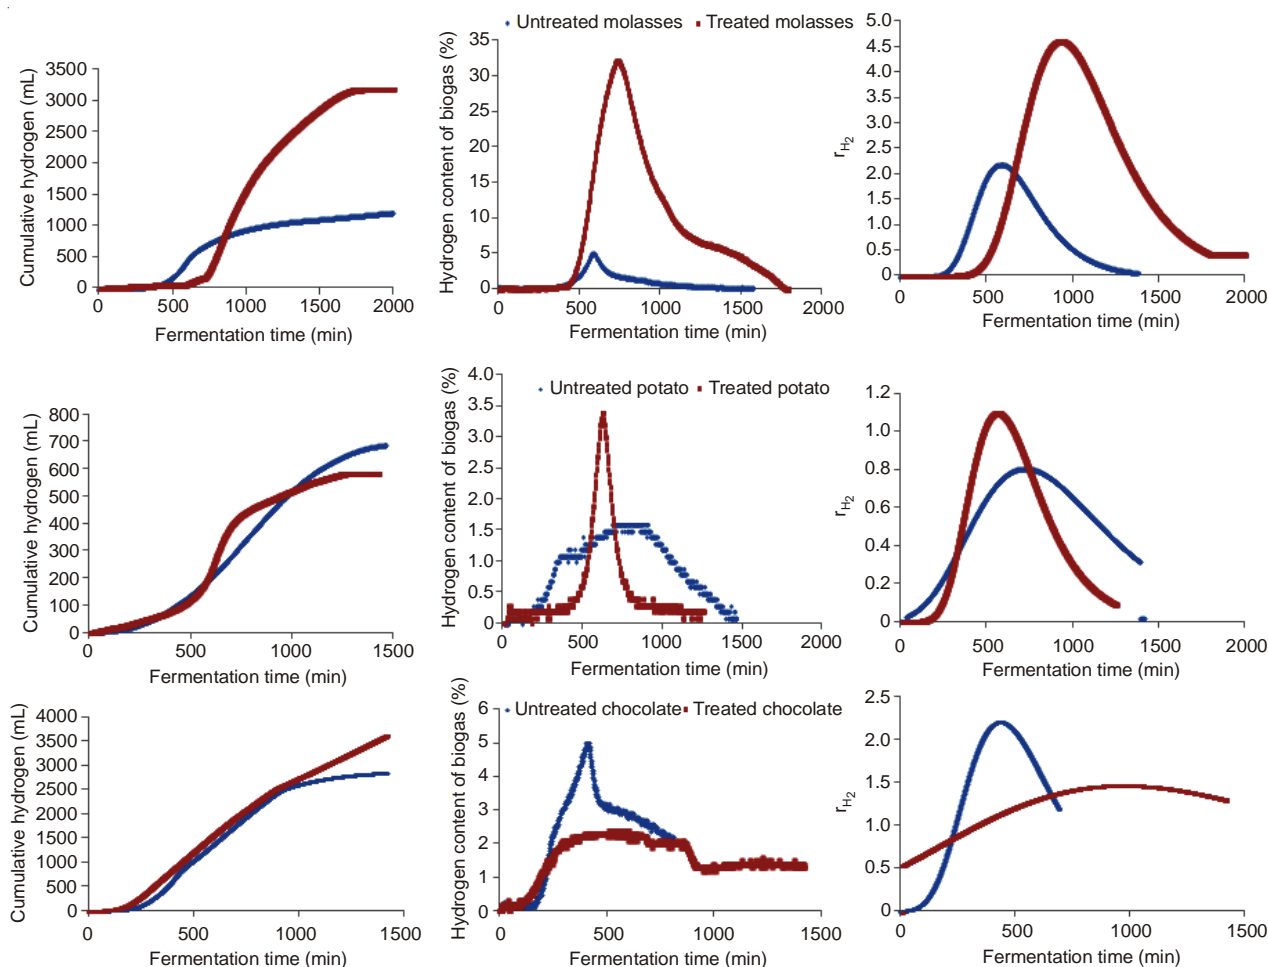 Untreated molasses Treated molasses
Cumulative hydrogen (mL)
3500
3000
2500
2000
1500
1000
500
0
0 500 1000 1500 2000
Fermentation time (min)
Hydrogen content of biogas (%)
35
30
25
20
15
10
5
0
0 500 1000 1500 2000
Fermentation time (min)
rH2
5.0
4.5
4.0
3.5
3.0
2.5
2.0
1.5
1.0
0.5
0
0 500 1000 1500 2000
Fermentation time (min)
Cumulative hydrogen (mL)
800
700
600
500
400
300
200
100
0
0 500 1000 1500
Fermentation time (min)
Hydrogen content of biogas (%)
Untreated potato Treated potato
4.0
3.5
3.0
2.5
2.0
1.5
1.0
0.5
0
0 500 1000 1500 2000
Fermentation time (min)
rH2
1.2
1.0
0.8
0.6
0.4
0.2
0
0 500 1000 1500 2000
Fermentation time (min)
Cumulative hydrogen (mL)
4000
3500
3000
2500
2000
1500
1000
500
0
0 500 1000 1500
Fermentation time (min)
Hydrogen content of biogas (%)
Untreated chocolate Treated chocolate
6
5
4
3
2
1
0
0 500 1000 1500
Fermentation time (min)
rH2
2.5
2.0
1.5
1.0
0.5
0
0 500 1000 1500
Fermentation time (min)